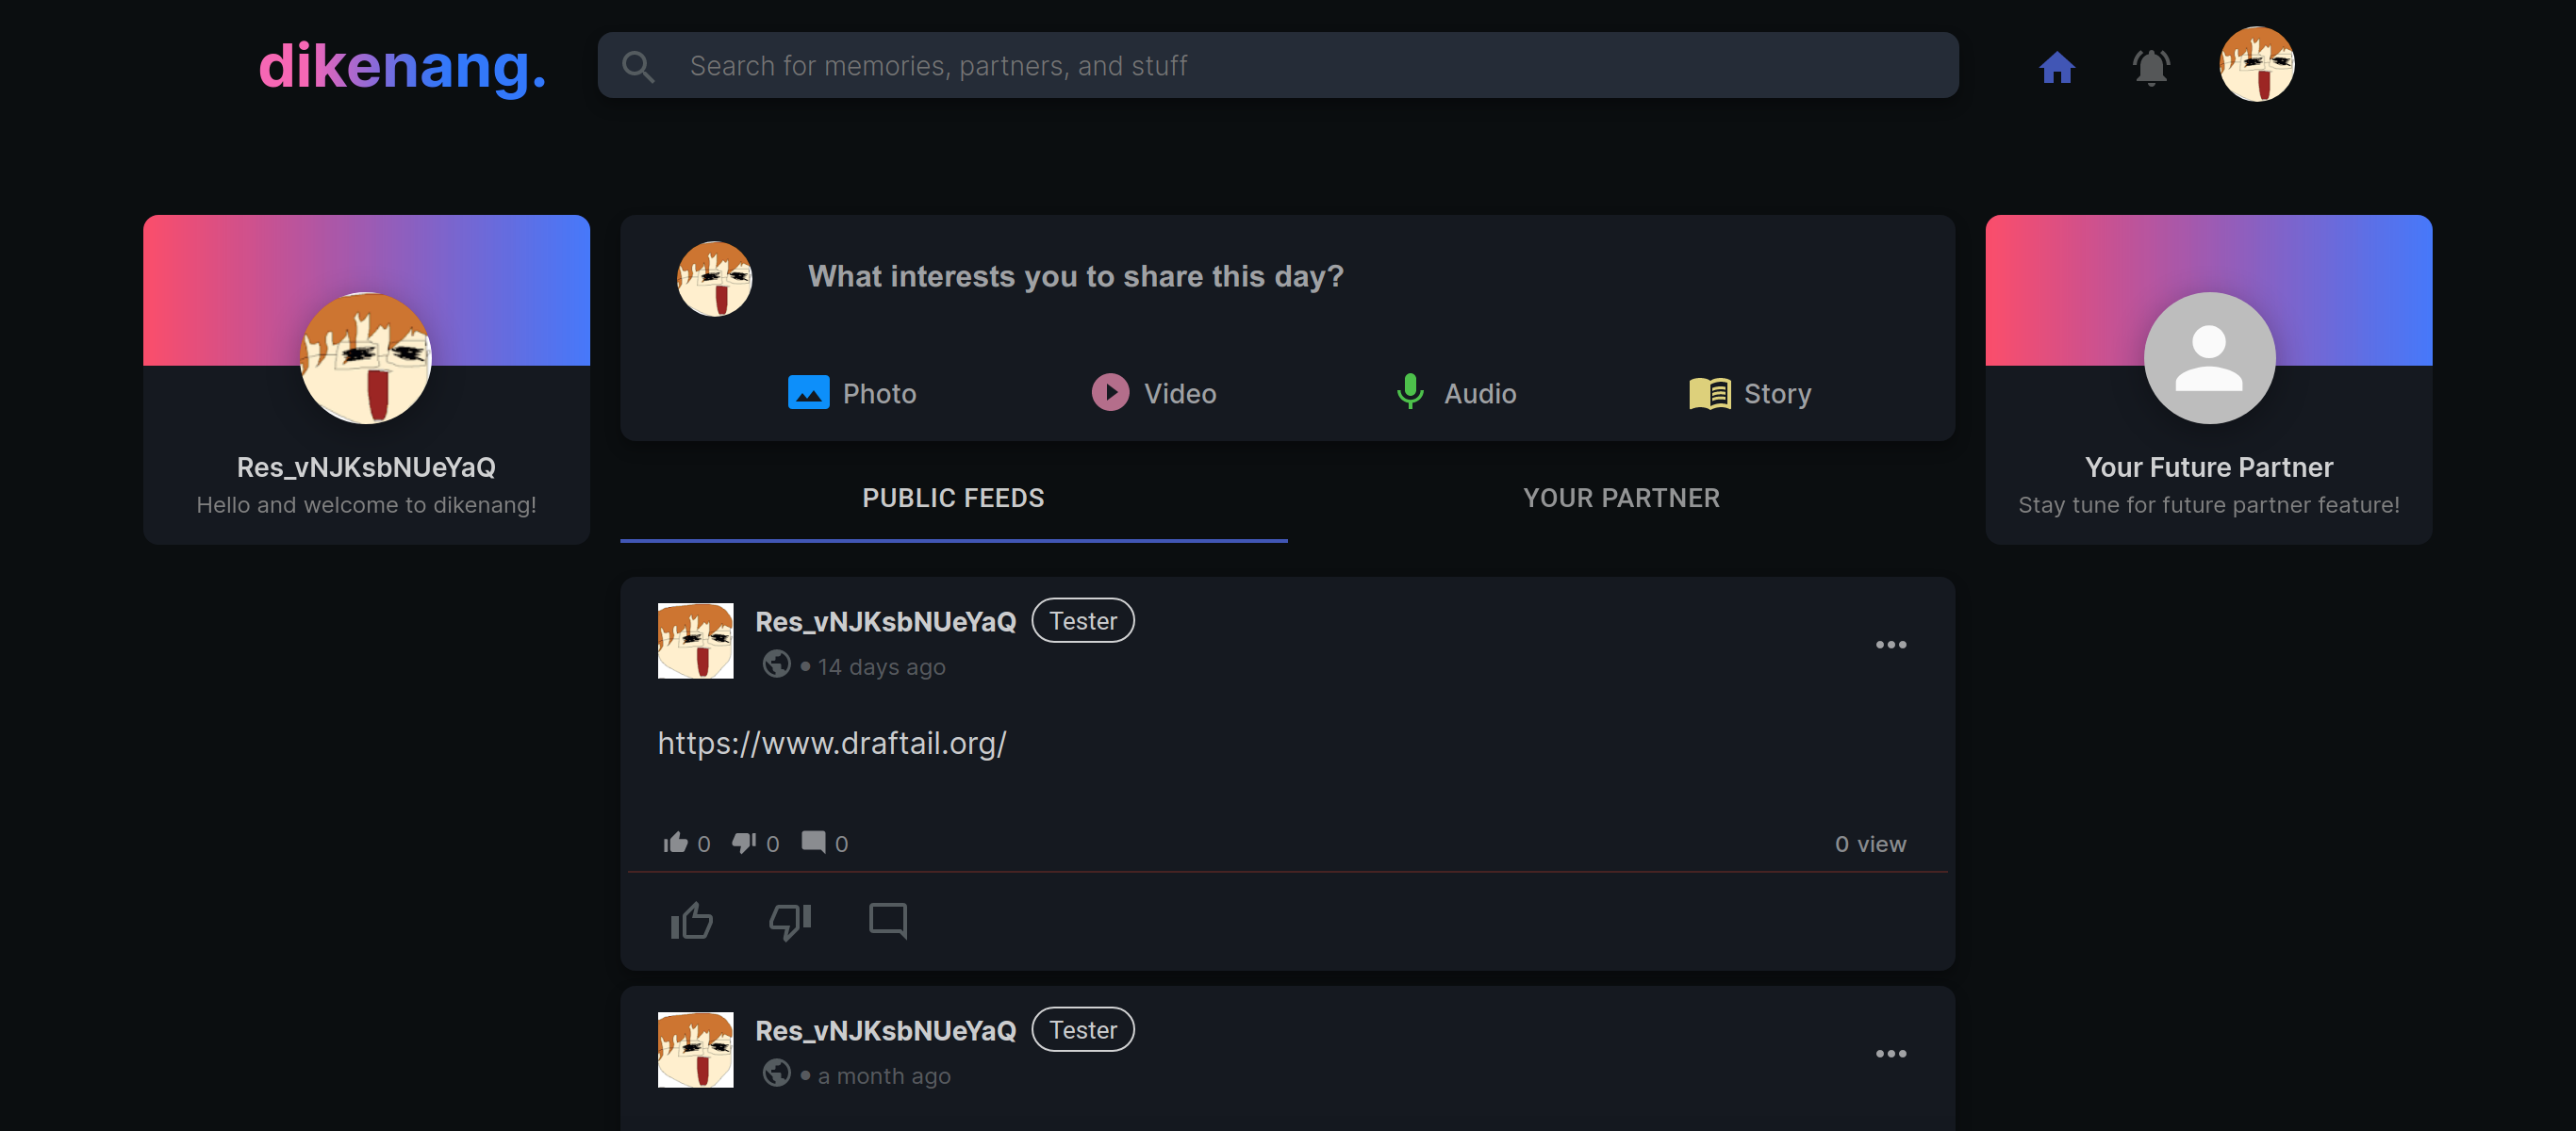 dikenang.
Search for memories, partners, and stuff
Res_vNJKsbNUeYaQ
Hello and welcome to dikenang!
What interests you to share this day?
Photo
Video
Audio
Story
Your Future Partner
Stay tune for future partner feature!
PUBLIC FEEDS
YOUR PARTNER
Res_vNJKsbNUeYaQ Tester
• 14 days ago
https://www.draftail.org/
0 0 0
0 view
Res_vNJKsbNUeYaQ Tester
• a month ago